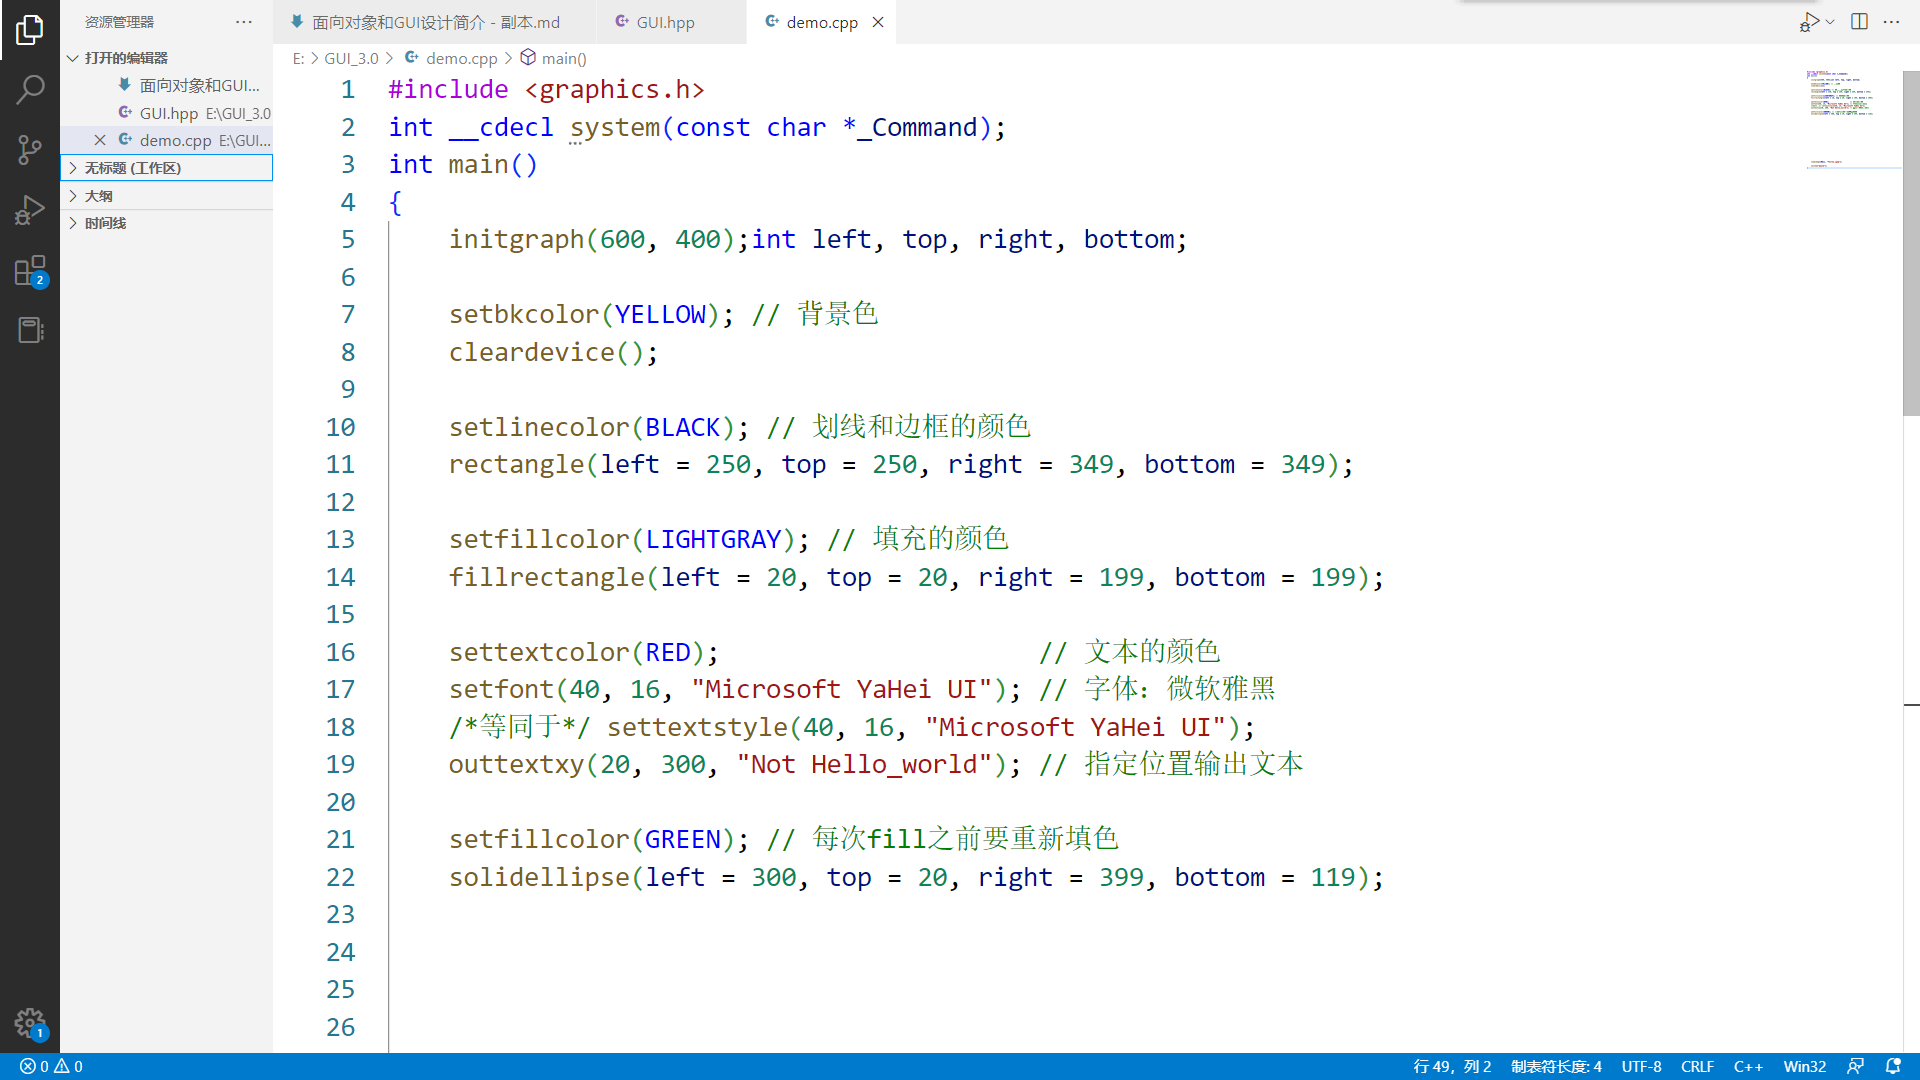 资源管理器 ···
打开的编辑器
面向对象和GUI...
GUI.hpp E:\GUI_3.0
demo.cpp E:\GUI...
无标题 (工作区)
大纲
时间线
2
1
面向对象和GUI设计简介 - 副本.md
GUI.hpp
demo.cpp
E: > GUI_3.0 > demo.cpp > main()
1 #include <graphics.h>
2 int __cdecl system(const char *_Command);
3 int main()
4 {
5 initgraph(600, 400);int left, top, right, bottom;
6
7 setbkcolor(YELLOW); // 背景色
8 cleardevice();
9
10 setlinecolor(BLACK); // 划线和边框的颜色
11 rectangle(left = 250, top = 250, right = 349, bottom = 349);
12
13 setfillcolor(LIGHTGRAY); // 填充的颜色
14 fillrectangle(left = 20, top = 20, right = 199, bottom = 199);
15
16 settextcolor(RED); // 文本的颜色
17 setfont(40, 16, "Microsoft YaHei UI"); // 字体：微软雅黑
18 /*等同于*/ settextstyle(40, 16, "Microsoft YaHei UI");
19 outtextxy(20, 300, "Not Hello_world"); // 指定位置输出文本
20
21 setfillcolor(GREEN); // 每次fill之前要重新填色
22 solidellipse(left = 300, top = 20, right = 399, bottom = 119);
23
24
25
26
0 0
行 49，列 2 制表符长度: 4 UTF-8 CRLF C++ Win32